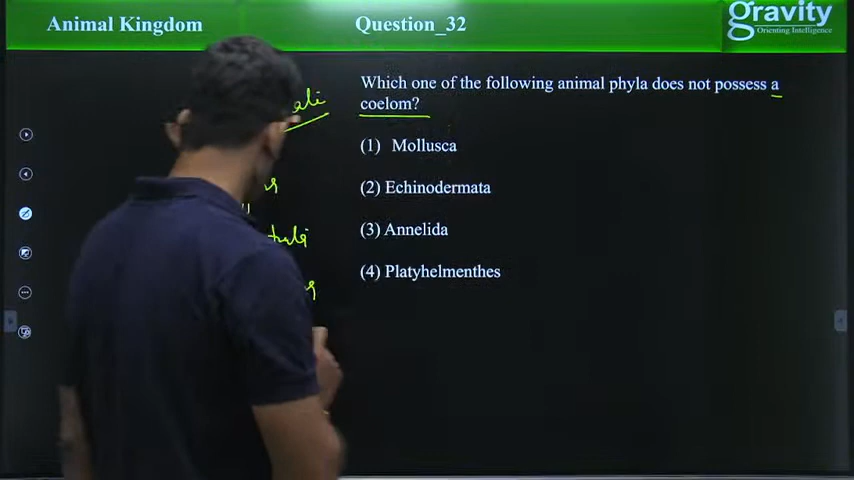 Animal Kingdom
Question_32
gravity
Orienting Intelligence
Which one of the following animal phyla does not possess a
coelom?
(1) Mollusca
(2) Echinodermata
(3) Annelida
(4) Platyhelmenthes